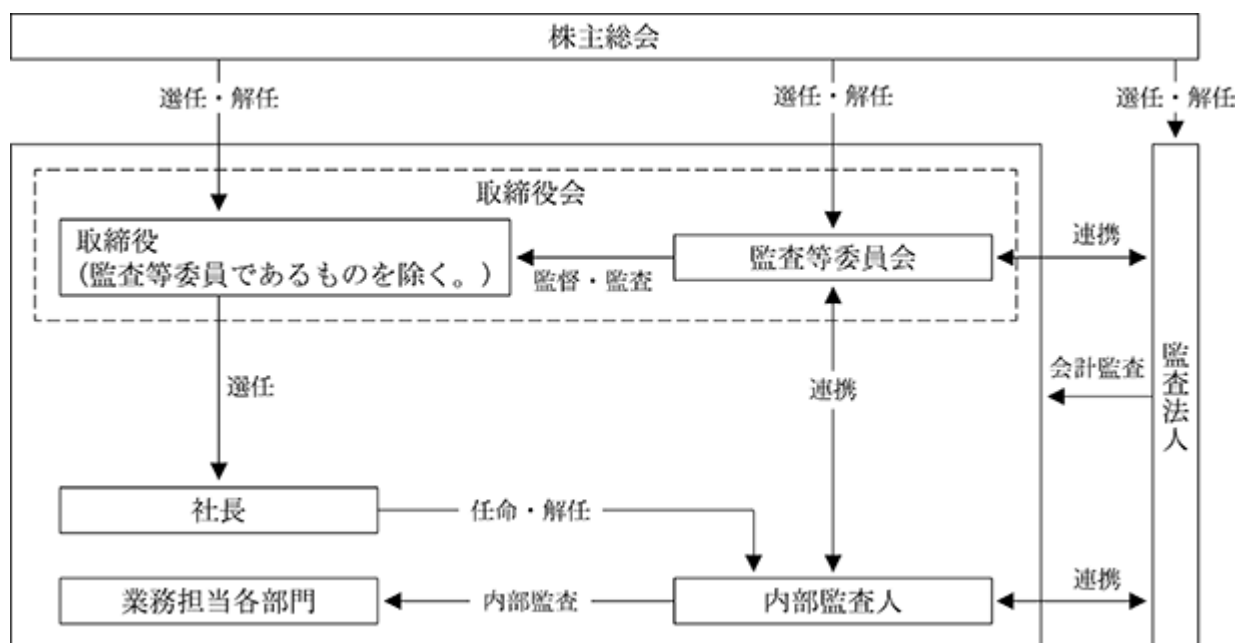 株主総会
選任・解任
選任・解任
選任・解任
取締役会
取締役
（監査等委員であるものを除く。）
監督・監査
監査等委員会
連携
選任
連携
会計監査
監査法人
社長
任命・解任
業務担当各部門
内部監査
内部監査人
連携